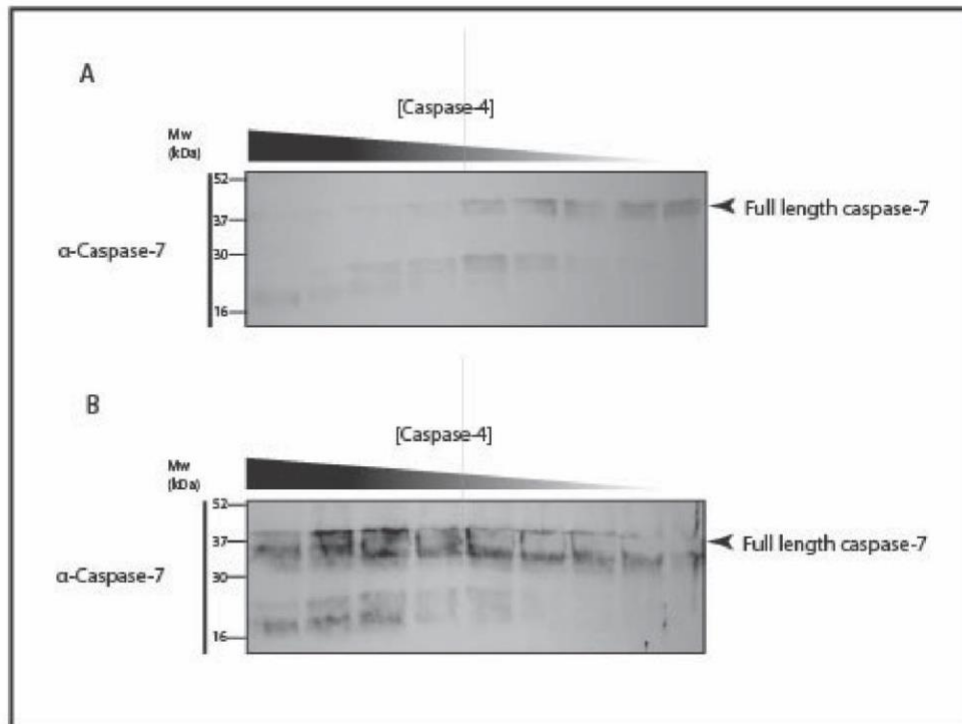 A
[Caspase-4]
Mw
(kDa)
52
37
Full length caspase-7
30
α-Caspase-7
16
B
[Caspase-4]
Mw
(kDa)
52
37
Full length caspase-7
30
α-Caspase-7
16